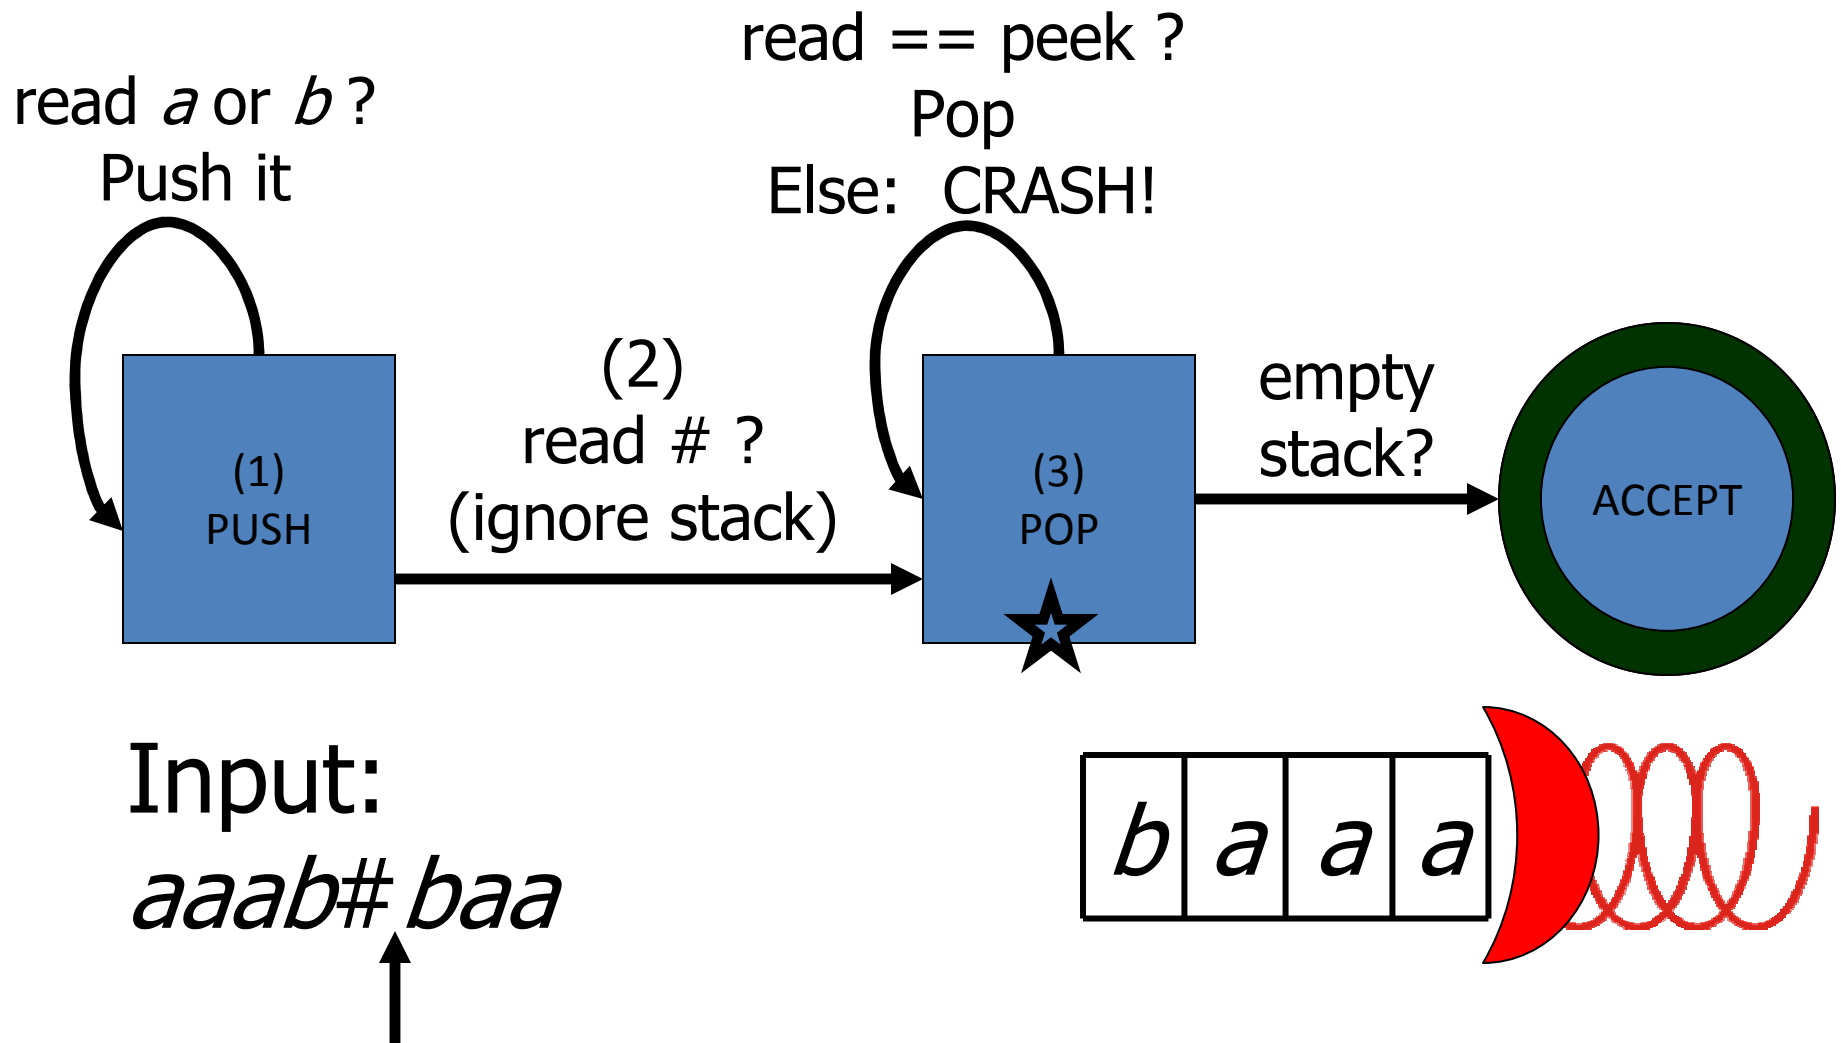 read a or b ?
Push it
read == peek ?
Pop
Else: CRASH!
(1)
PUSH
(2)
read # ?
(ignore stack)
(3)
POP
empty
stack?
ACCEPT
Input:
aaab#baa
b a a a